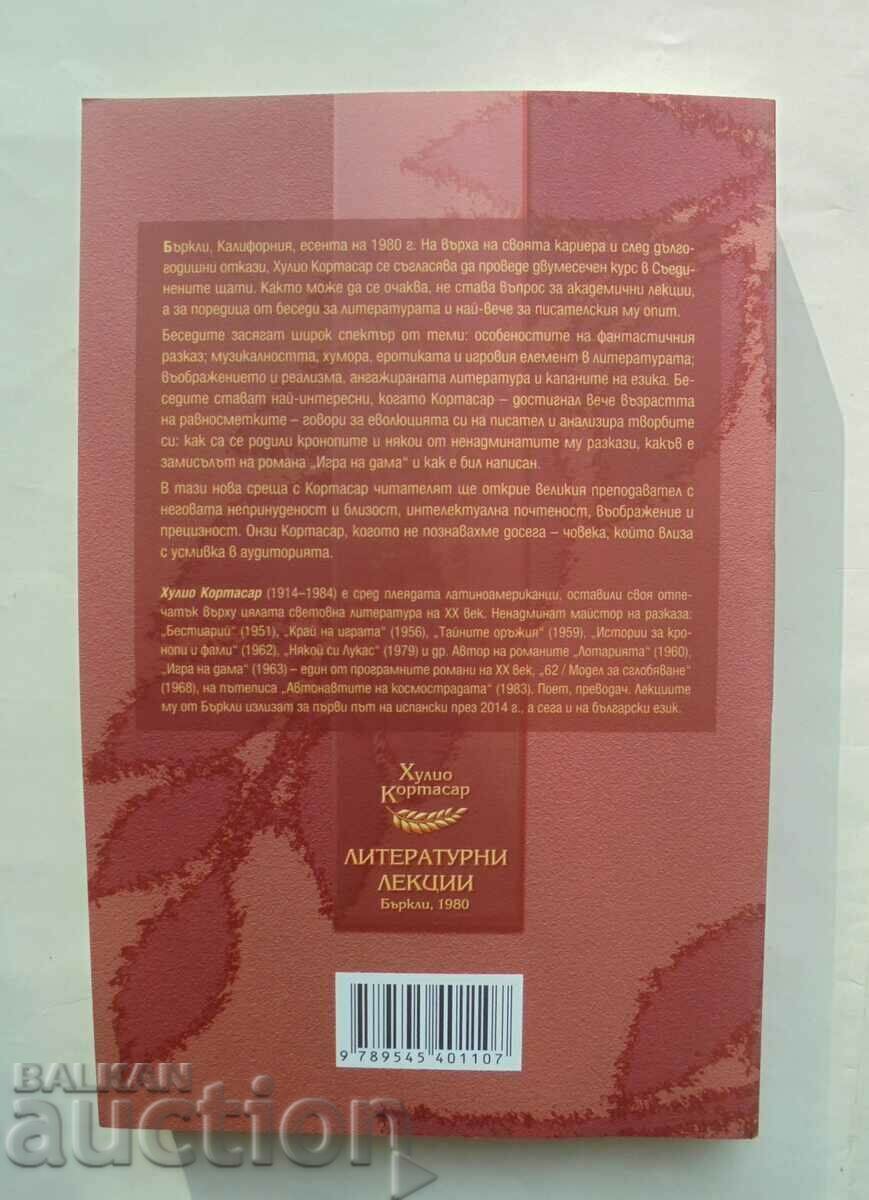 Бъркли, Калифорния, есента на 1980 г. На върха на своята кариера и след дълго-
годишни откази, Хулио Кортасар се съгласява да проведе двумесечен курс в Съеди-
нените щати. Както може да се очаква, не става въпрос за академични лекции,
а за поредица от беседи за литературата и най-вече за писателския му опит.
Беседите засягат широк спектър от теми: особеностите на фантастичния
разказ; музикалността, хумора, еротиката и игровия елемент в литературата;
въображението и реализма, ангажираната литература и капаните на езика. Бе-
седите стават най-интересни, когато Кортасар – достигнал вече възрастта
на равносметките – говори за еволюцията си на писател и анализира творбите
си: как са се родили кронопите и някои от ненадминатите му разкази, какъв е
замисълът на романа „Игра на дама“ и как е бил написан.
В тази нова среща с Кортасар читателят ще открие великия преподавател с
неговата непринуденост и близост, интелектуална почтеност, въображение и
прецизност. Онзи Кортасар, когото не познавахме досега – човека, който влиза
с усмивка в аудиторията.
Хулио Кортасар (1914–1984) е сред плеядата латиноамериканци, оставили своя отпе-
чатък върху цялата световна литература на XX век. Ненадминат майстор на разказа:
„Бестиарий“ (1951), „Край на играта“ (1956), „Тайните оръжия“ (1959), „Истории за кро-
нопи и фами“ (1962), „Някой си Лукас“ (1979) и др. Автор на романите „Лотарията“ (1960),
„Игра на дама“ (1963) – един от програмните романи на XX век, „62 / Модел за сглобяване“
(1968), на пътеписа „Автонавтите на космострадата“ (1983). Поет, преводач. Лекциите
му от Бъркли излизат за първи път на испански през 2014 г., а сега и на български език.
Хулио
Кортасар
ЛИТЕРАТУРНИ
ЛЕКЦИИ
Бъркли, 1980
9 789545 401107
BALKAN
auction